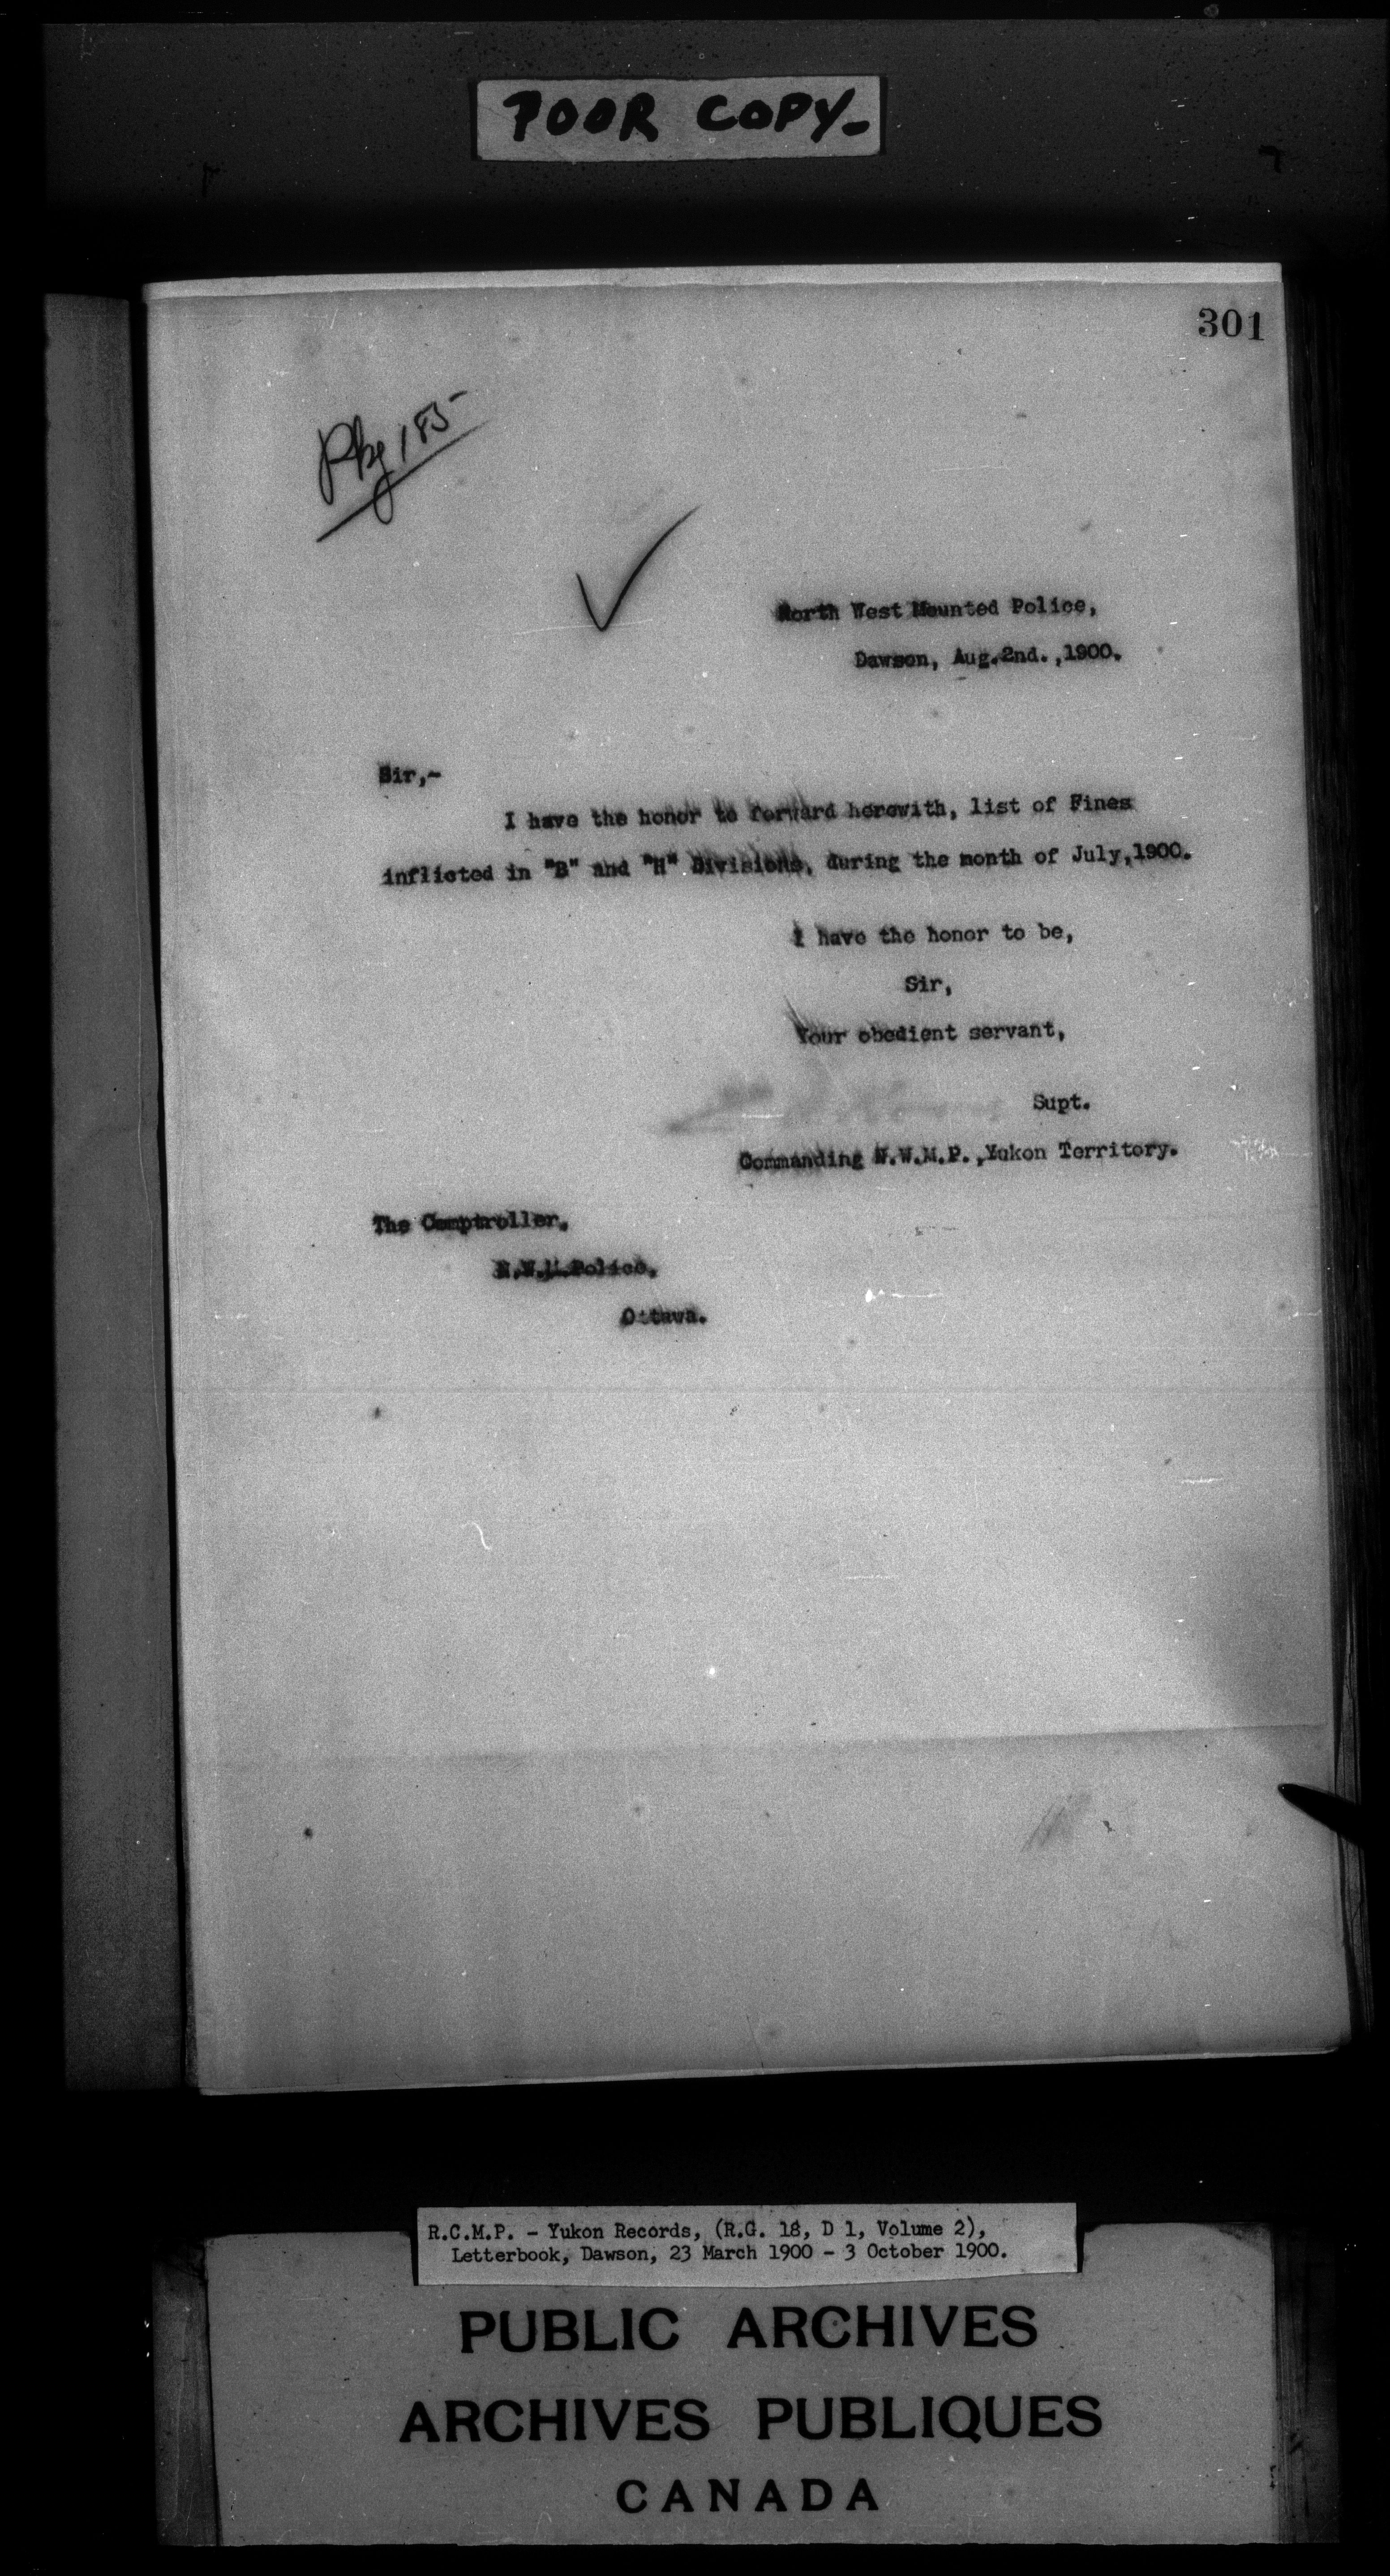 POOR COPY-
301
Pkg 185
North West Mounted Police,
Dawson, Aug.2nd.,1900.
Sir,-
I have the honor to forward herewith, list of Fines
inflicted in "B" and "H" Divisions, during the month of July,1900.
I have the honor to be,
Sir,
Your obedient servant,
Supt.
Commanding N.W.M.P.,Yukon Territory.
The Comptroller.
N.W.M.Police.
Ottawa.
R.C.M.P. - Yukon Records, (R.G. 18, D 1, Volume 2),
Letterbook, Dawson, 23 March 1900 - 3 October 1900.
PUBLIC ARCHIVES
ARCHIVES PUBLIQUES
CANADA